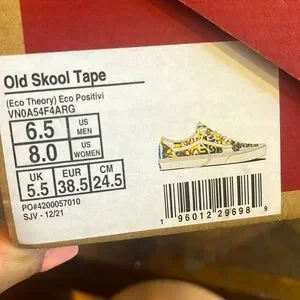 Old Skool Tape
(Eco Theory) Eco Positivi
VN0A54F4ARG
6.5 US MEN
8.0 US WOMEN
UK EUR CM
5.5 38.5 24.5
PO#4200057010
SJV - 12/21
1 96012 29698 9